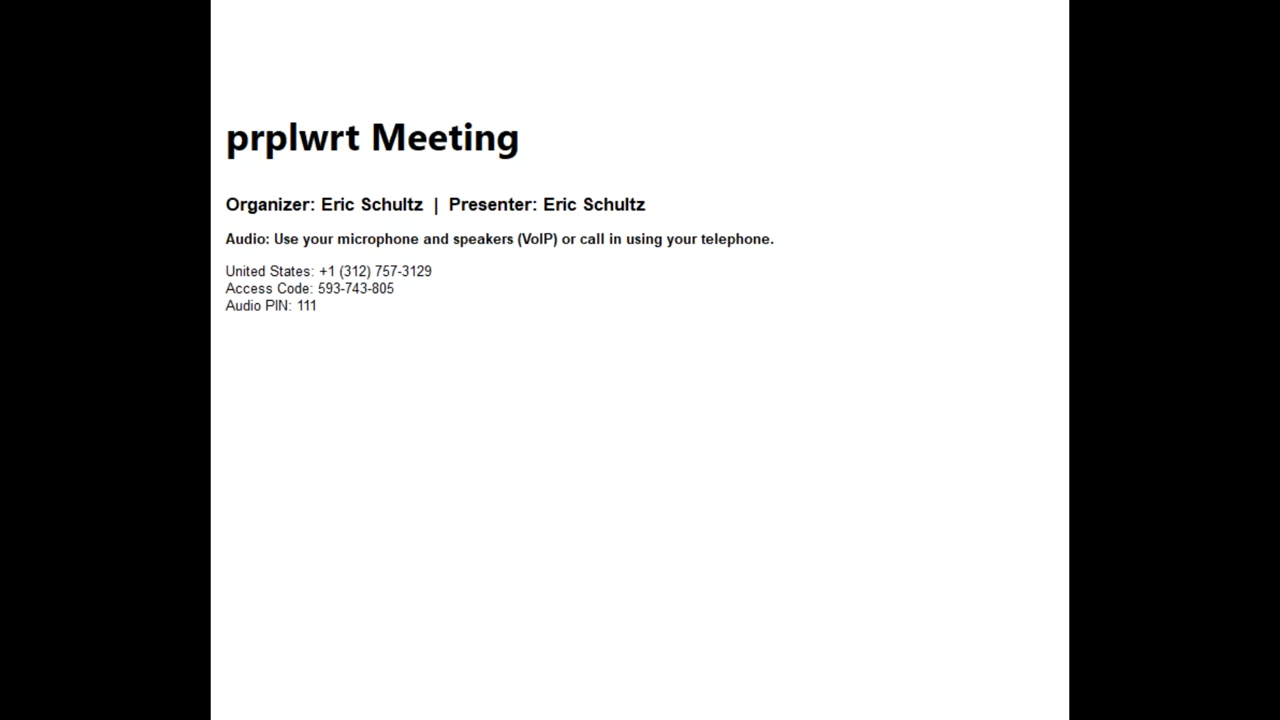 prplwrt Meeting
Organizer: Eric Schultz | Presenter: Eric Schultz
Audio: Use your microphone and speakers (VoIP) or call in using your telephone.
United States: +1 (312) 757-3129
Access Code: 593-743-805
Audio PIN: 111